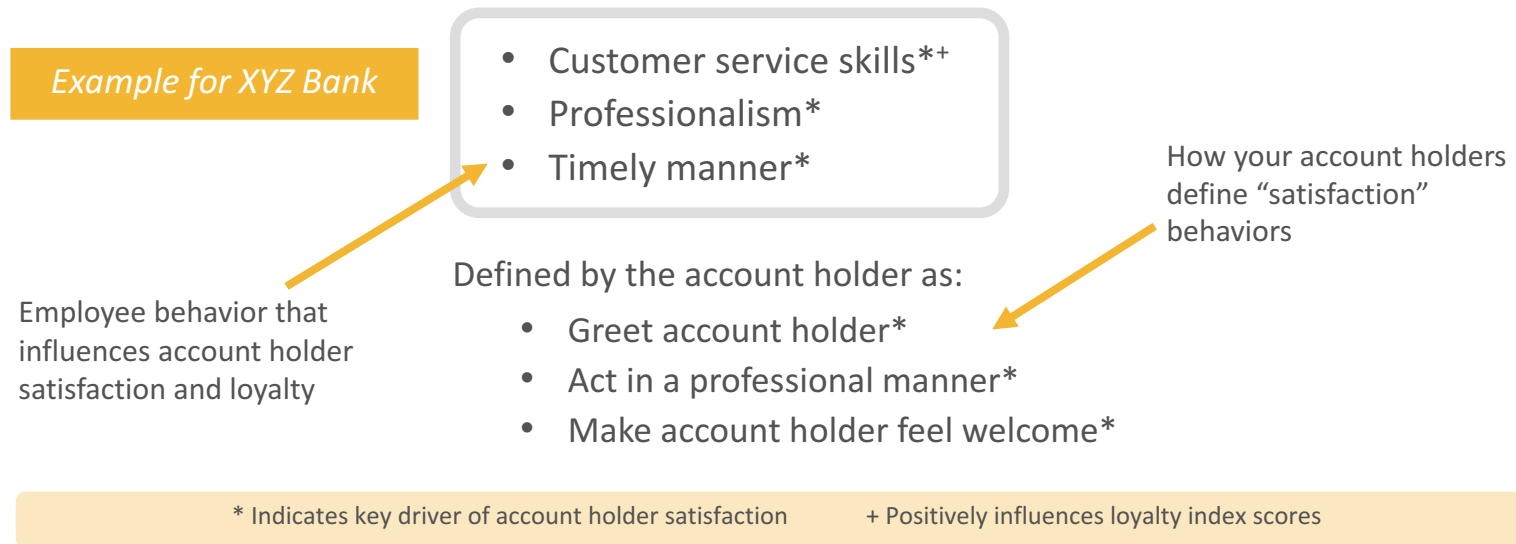 Example for XYZ Bank
• Customer service skills*+
• Professionalism*
• Timely manner*
How your account holders
define “satisfaction”
behaviors
Employee behavior that
influences account holder
satisfaction and loyalty
Defined by the account holder as:
• Greet account holder*
• Act in a professional manner*
• Make account holder feel welcome*
* Indicates key driver of account holder satisfaction + Positively influences loyalty index scores